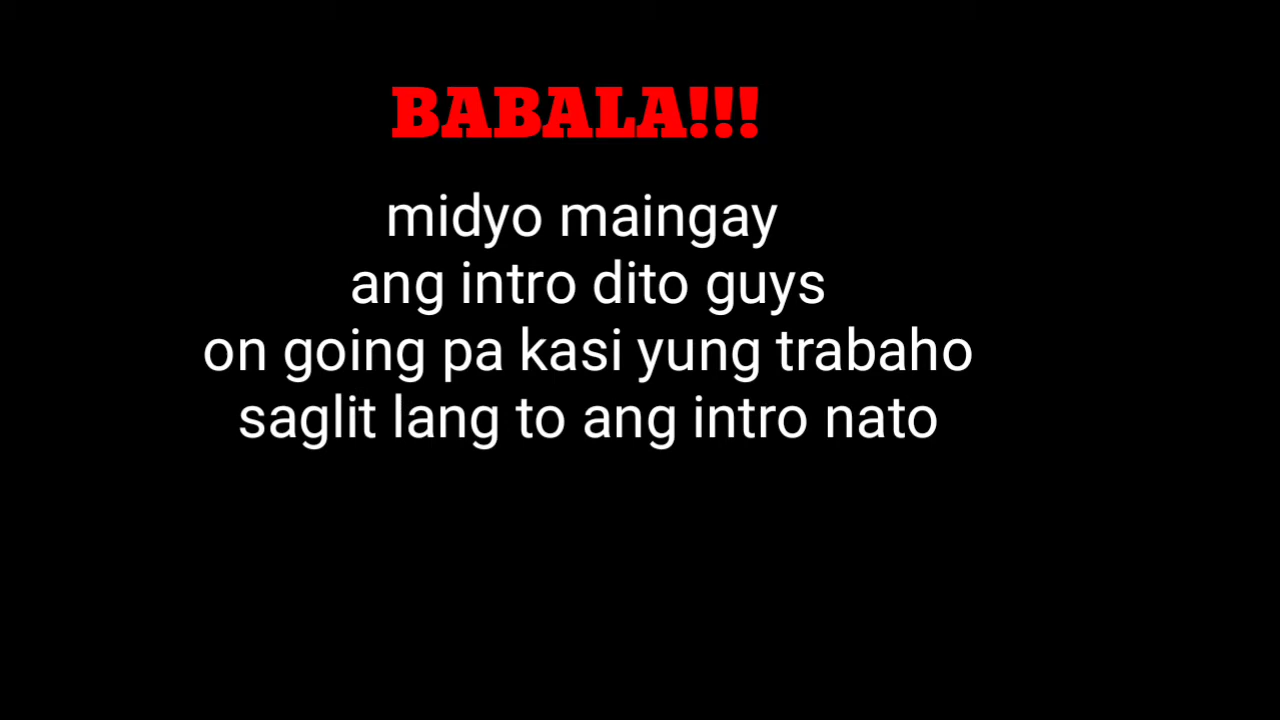 BABALA!!!
midyo maingay
ang intro dito guys
on going pa kasi yung trabaho
saglit lang to ang intro nato